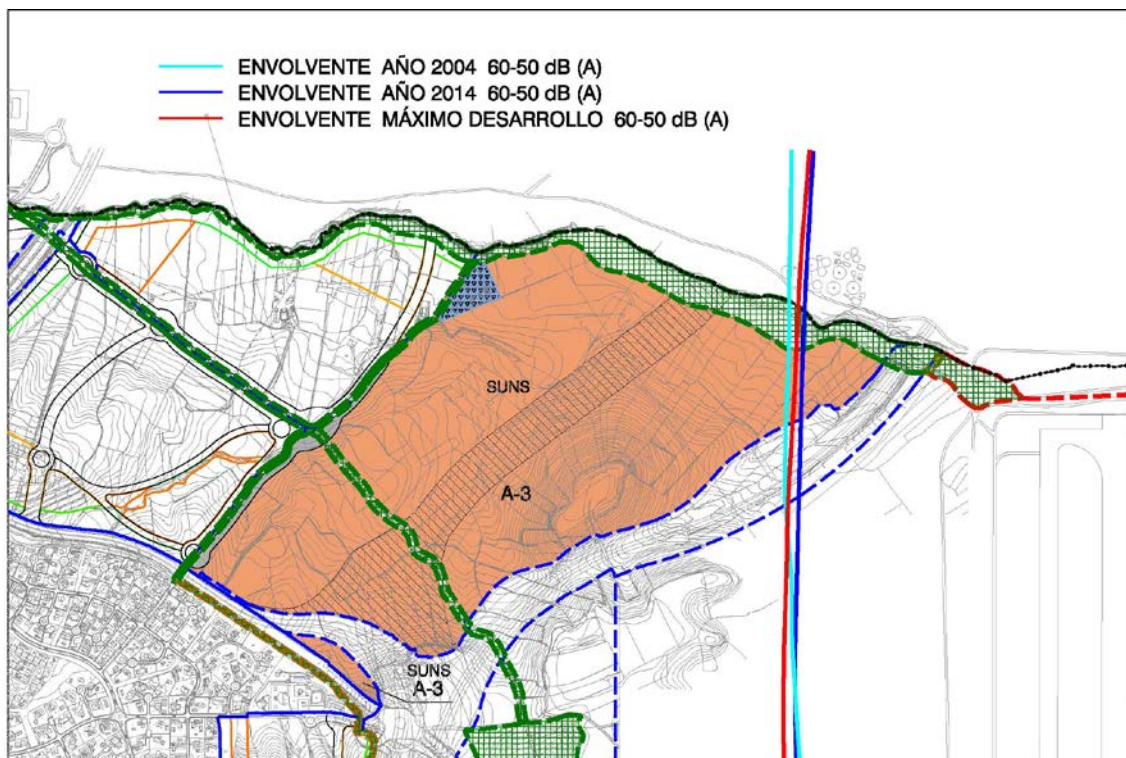 ENVOLVENTE AÑO 2004 60-50 dB (A)
ENVOLVENTE AÑO 2014 60-50 dB (A)
ENVOLVENTE MÁXIMO DESARROLLO 60-50 dB (A)
SUNS
A-3
SUNS
A-3